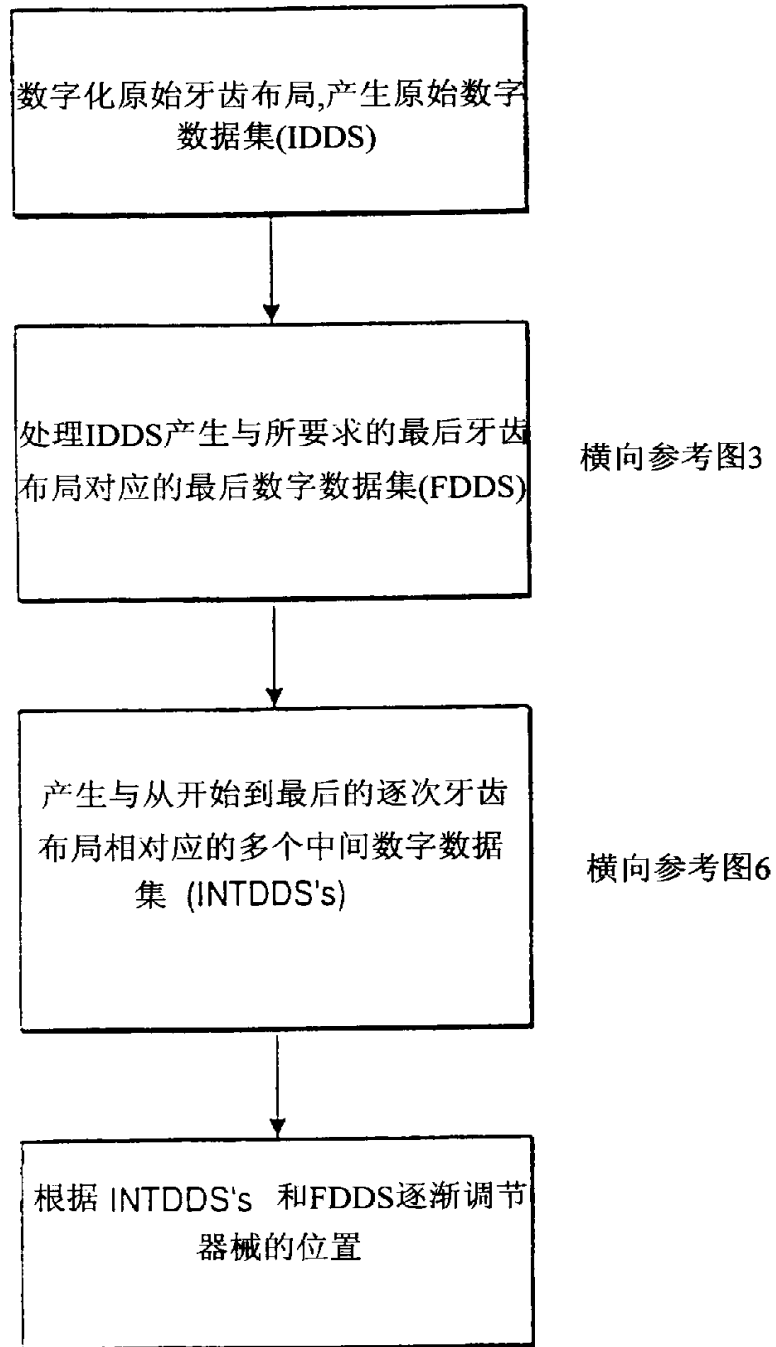 数字化原始牙齿布局,产生原始数字
数据集(IDDS)
处理IDDS产生与所要求的最后牙齿
布局对应的最后数字数据集(FDDS)
横向参考图3
产生与从开始到最后的逐次牙齿
布局相对应的多个中间数字数据
集 (INTDDS's)
横向参考图6
根据 INTDDS's 和FDDS逐渐调节
器械的位置